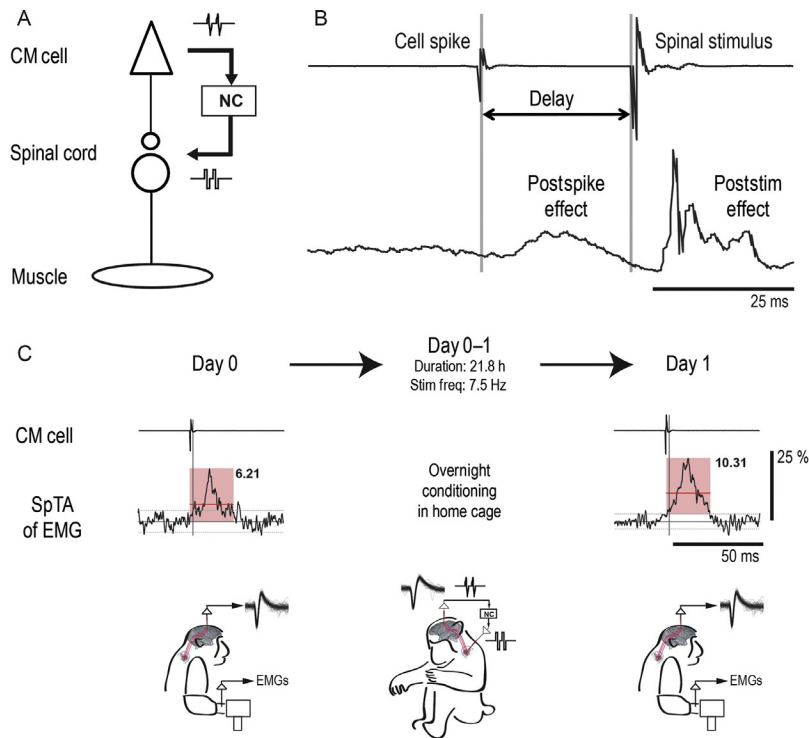 A
CM cell
NC
Spinal cord
Muscle
B
Cell spike
Spinal stimulus
Delay
Postspike
effect
Poststim
effect
25 ms
C
Day 0
Day 0–1
Duration: 21.8 h
Stim freq: 7.5 Hz
Day 1
CM cell
6.21
10.31
25 %
SpTA
of EMG
Overnight
conditioning
in home cage
50 ms
NC
EMGs
EMGs